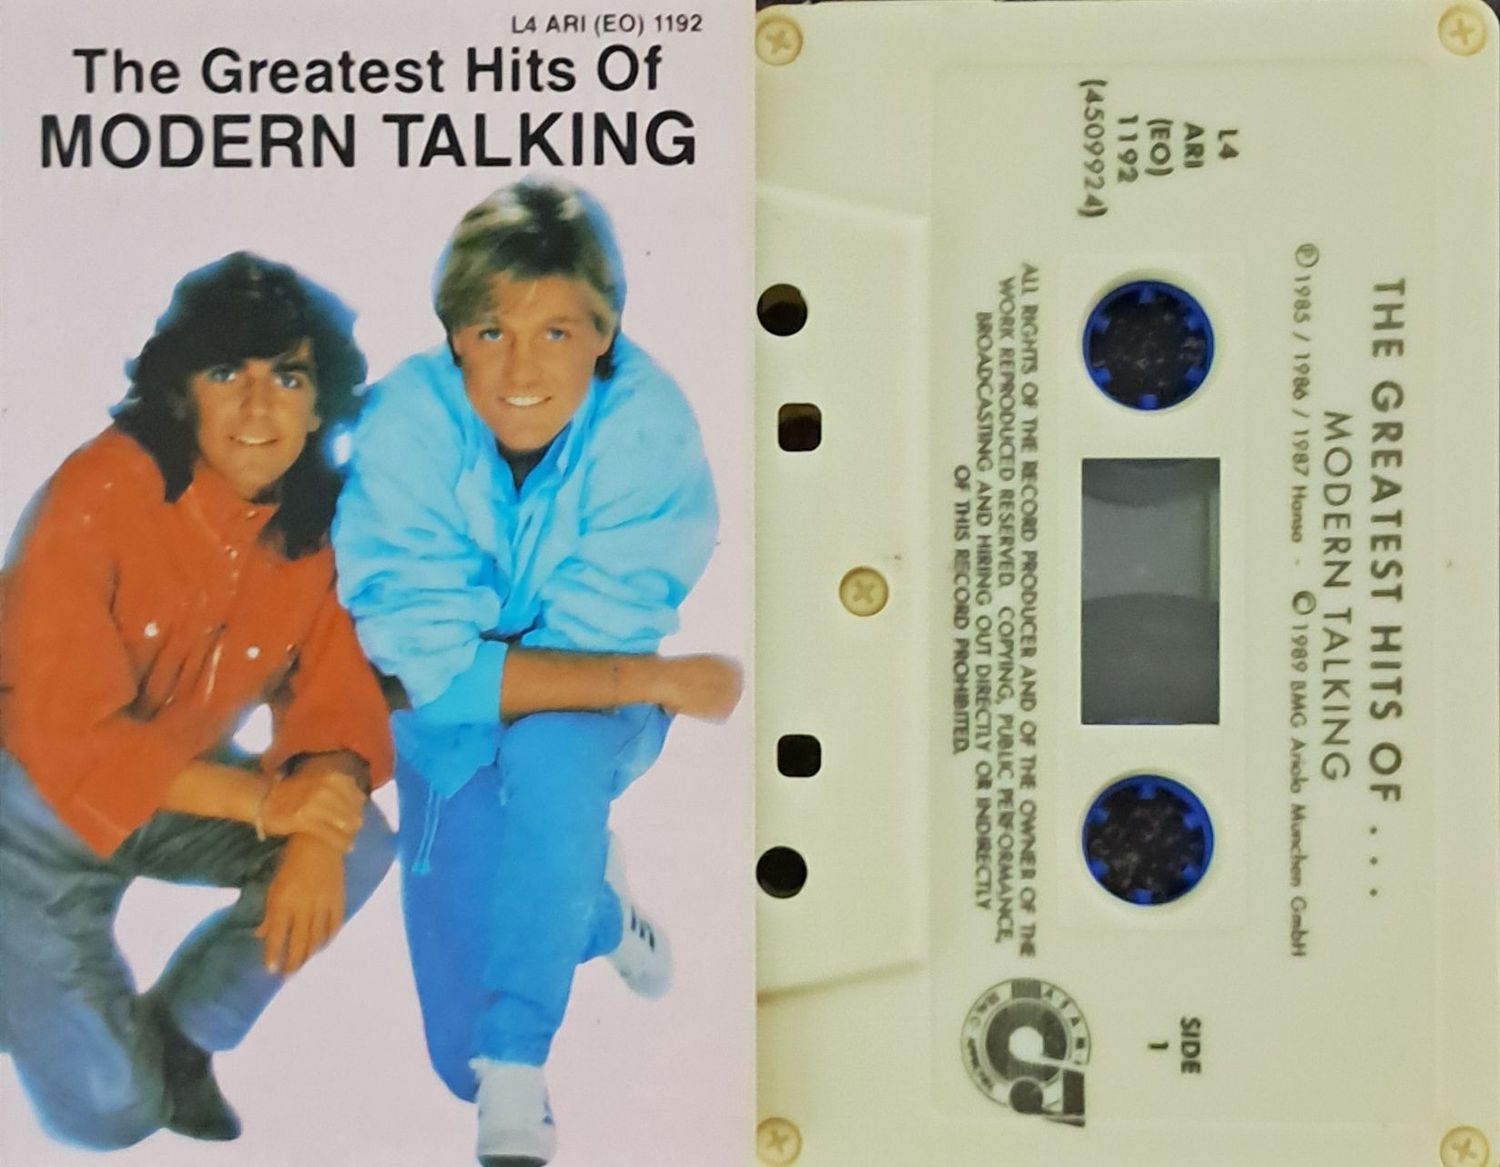 L4 ARI (EO) 1192
The Greatest Hits Of
MODERN TALKING
THE GREATEST HITS OF . . .
MODERN TALKING
℗ 1985 / 1986 / 1987 Hansa · © 1989 BMG Ariola Munchen GmbH
L4
ARI
(EO)
1192
(4509924)
SIDE
1
ALL RIGHTS OF THE RECORD PRODUCER AND OF THE OWNER OF THE
WORK REPRODUCED RESERVED. COPYING, PUBLIC PERFORMANCE,
BROADCASTING AND HIRING OUT DIRECTLY OR INDIRECTLY
OF THIS RECORD PROHIBITED.